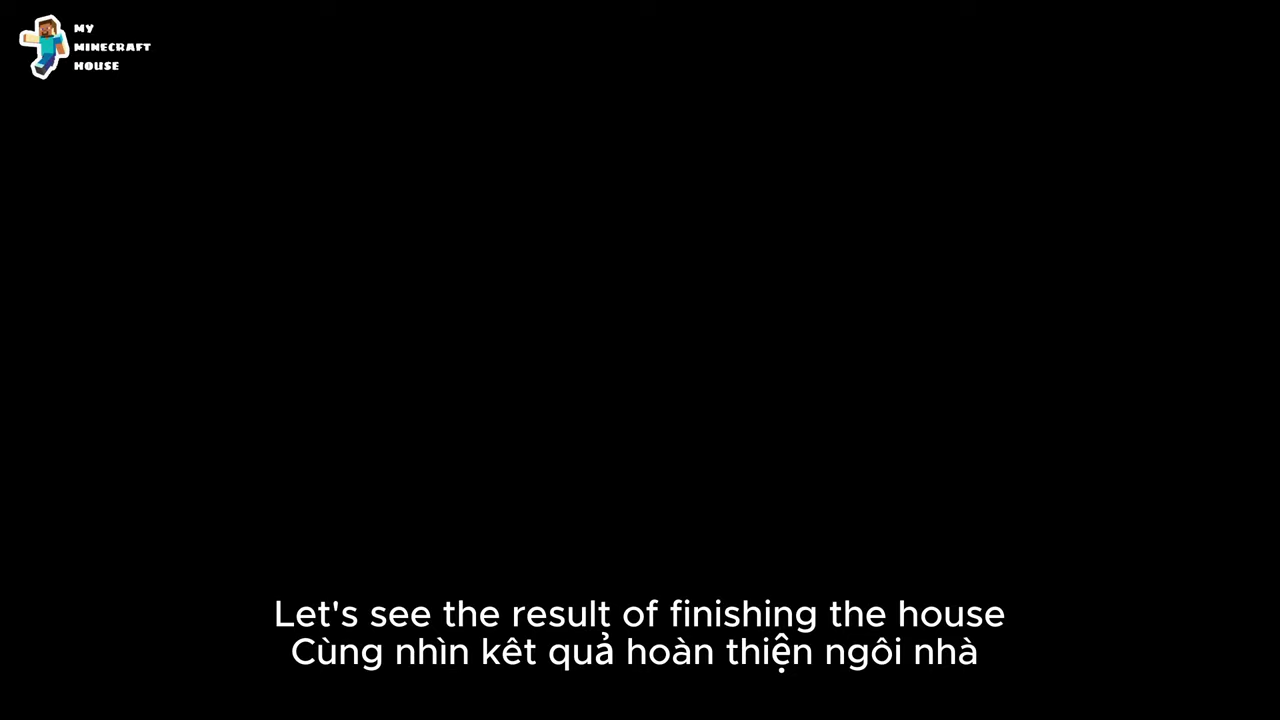 MY
MINECRAFT
HOUSE
Let's see the result of finishing the house
Cùng nhìn kêt quả hoàn thiện ngôi nhà